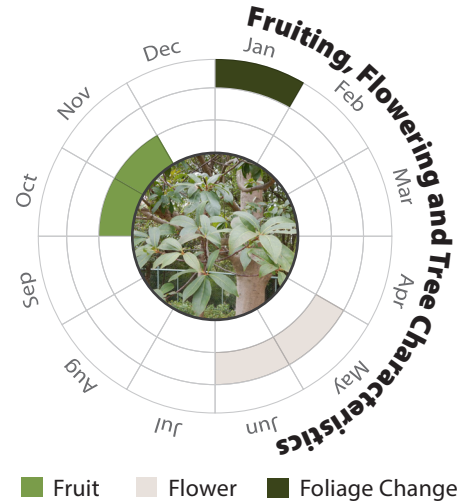 Fruiting, Flowering and Tree Characteristics
Jan
Feb
Mar
Apr
May
Jun
Jul
Aug
Sep
Oct
Nov
Dec
Fruit
Flower
Foliage Change